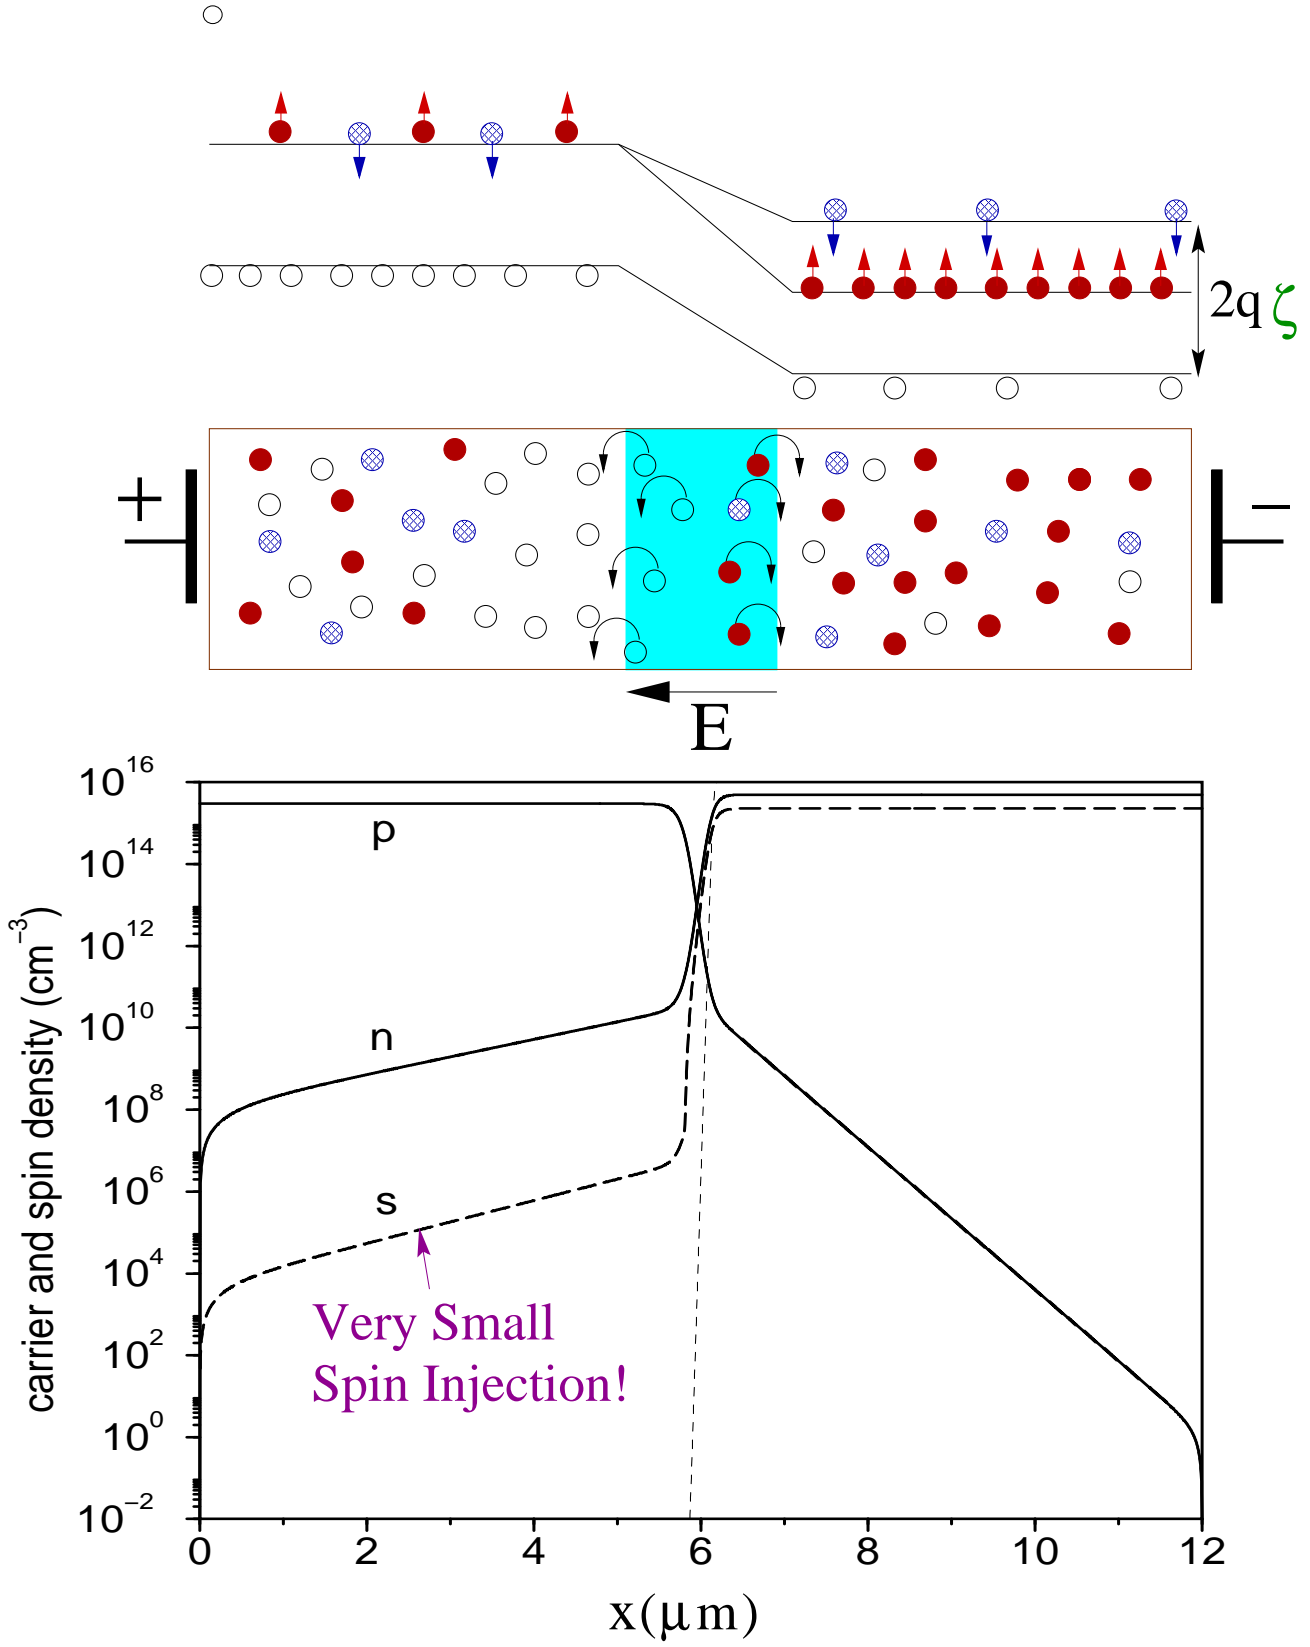 2q ζ
+
−
E
10^16
10^14
10^12
10^10
10^8
10^6
10^4
10^2
10^0
10^−2
carrier and spin density (cm^−3)
p
n
s
Very Small
Spin Injection!
0 2 4 6 8 10 12
x(μm)